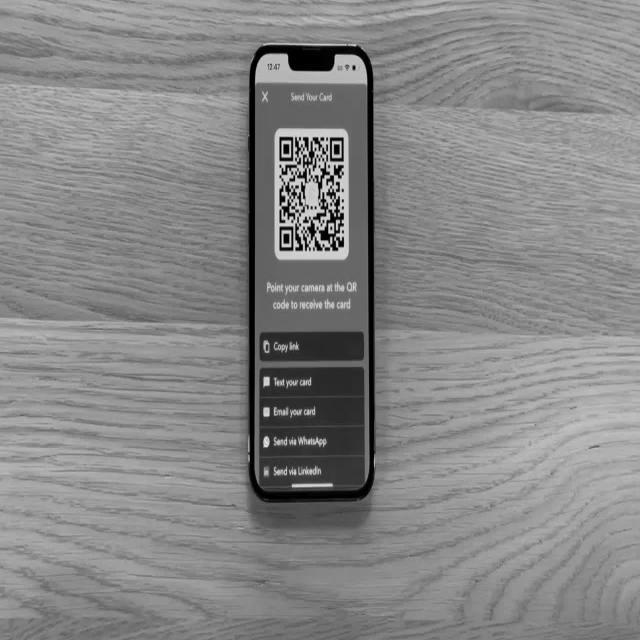 12:47
Send Your Card
Point your camera at the QR
code to receive the card
Copy link
Text your card
Email your card
Send via WhatsApp
Send via LinkedIn